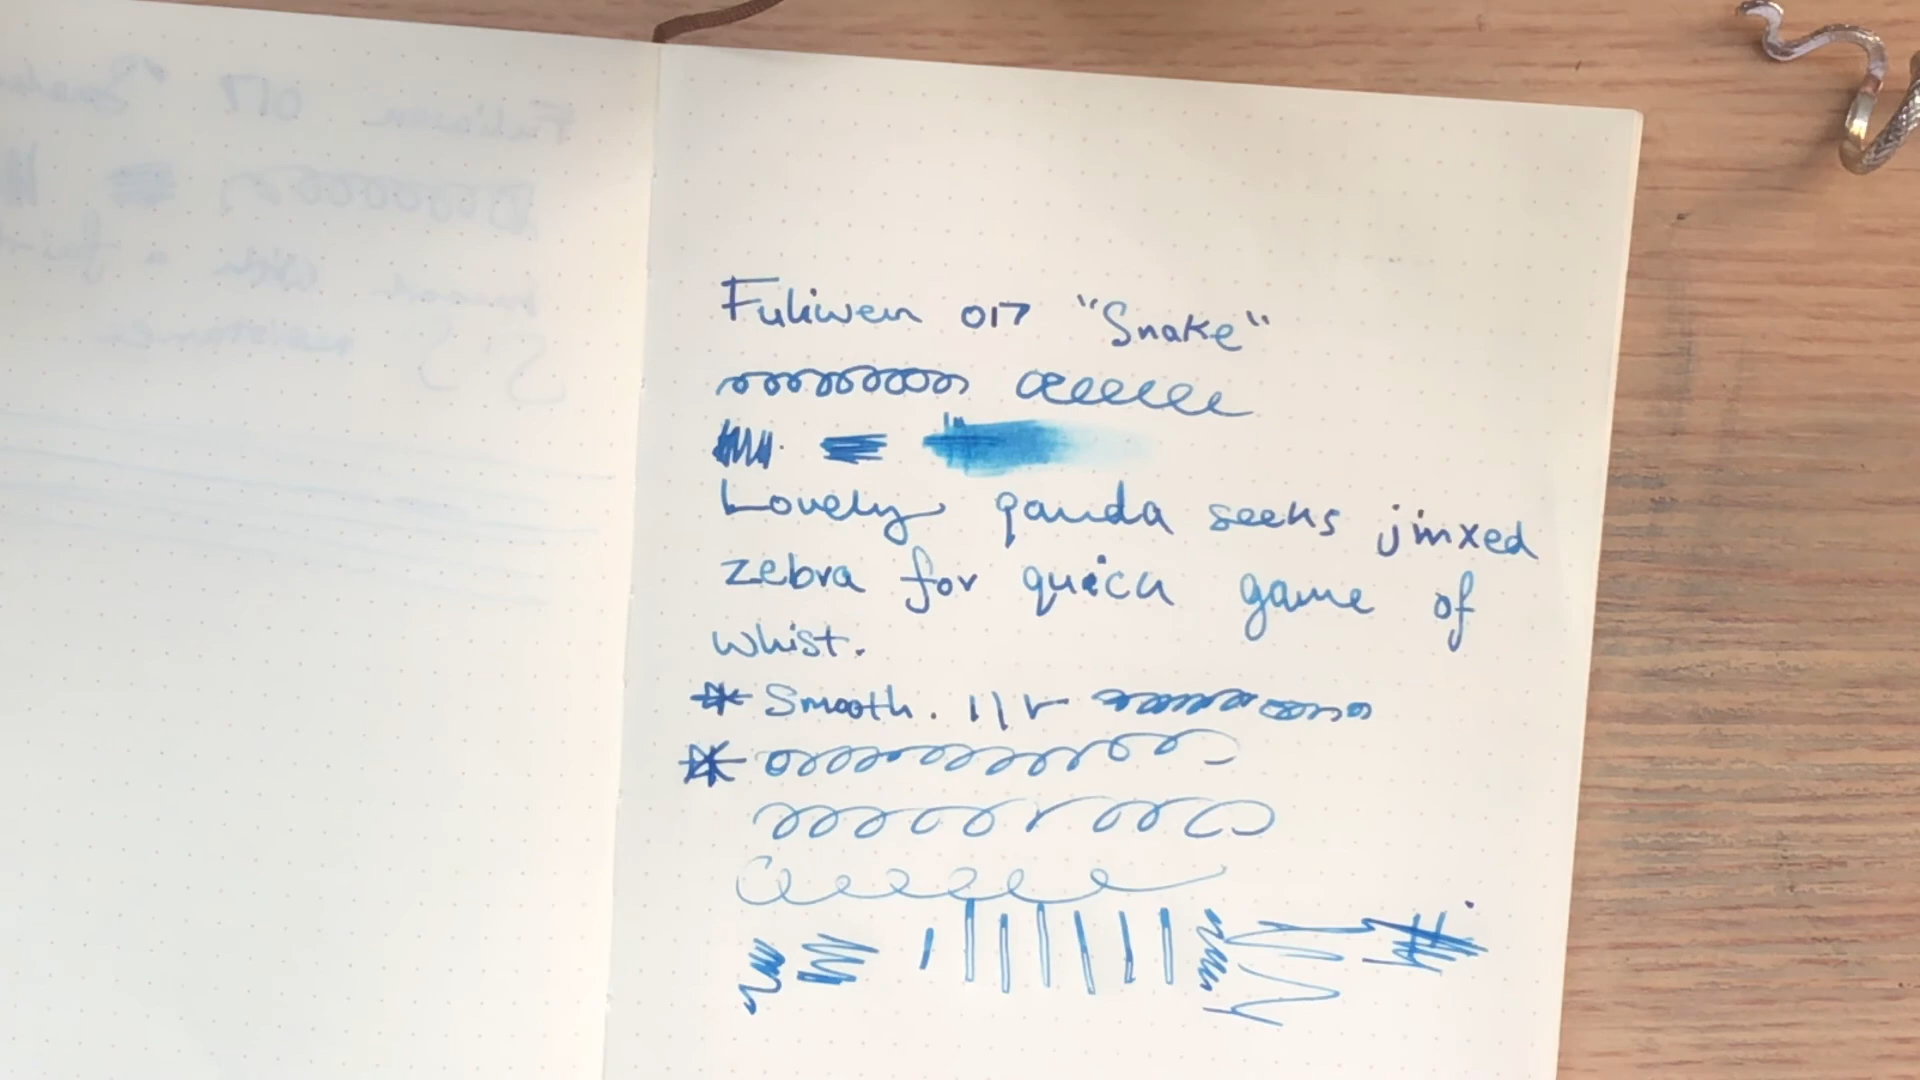 Fuliwen 017 "Snake"
Lovely panda seeks jinxed
zebra for quick game of
whist.
* Smooth.
*